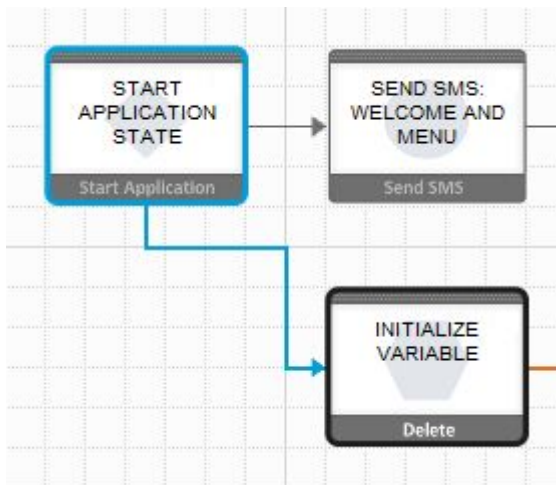 START
APPLICATION
STATE
Start Application
SEND SMS:
WELCOME AND
MENU
Send SMS
INITIALIZE
VARIABLE
Delete